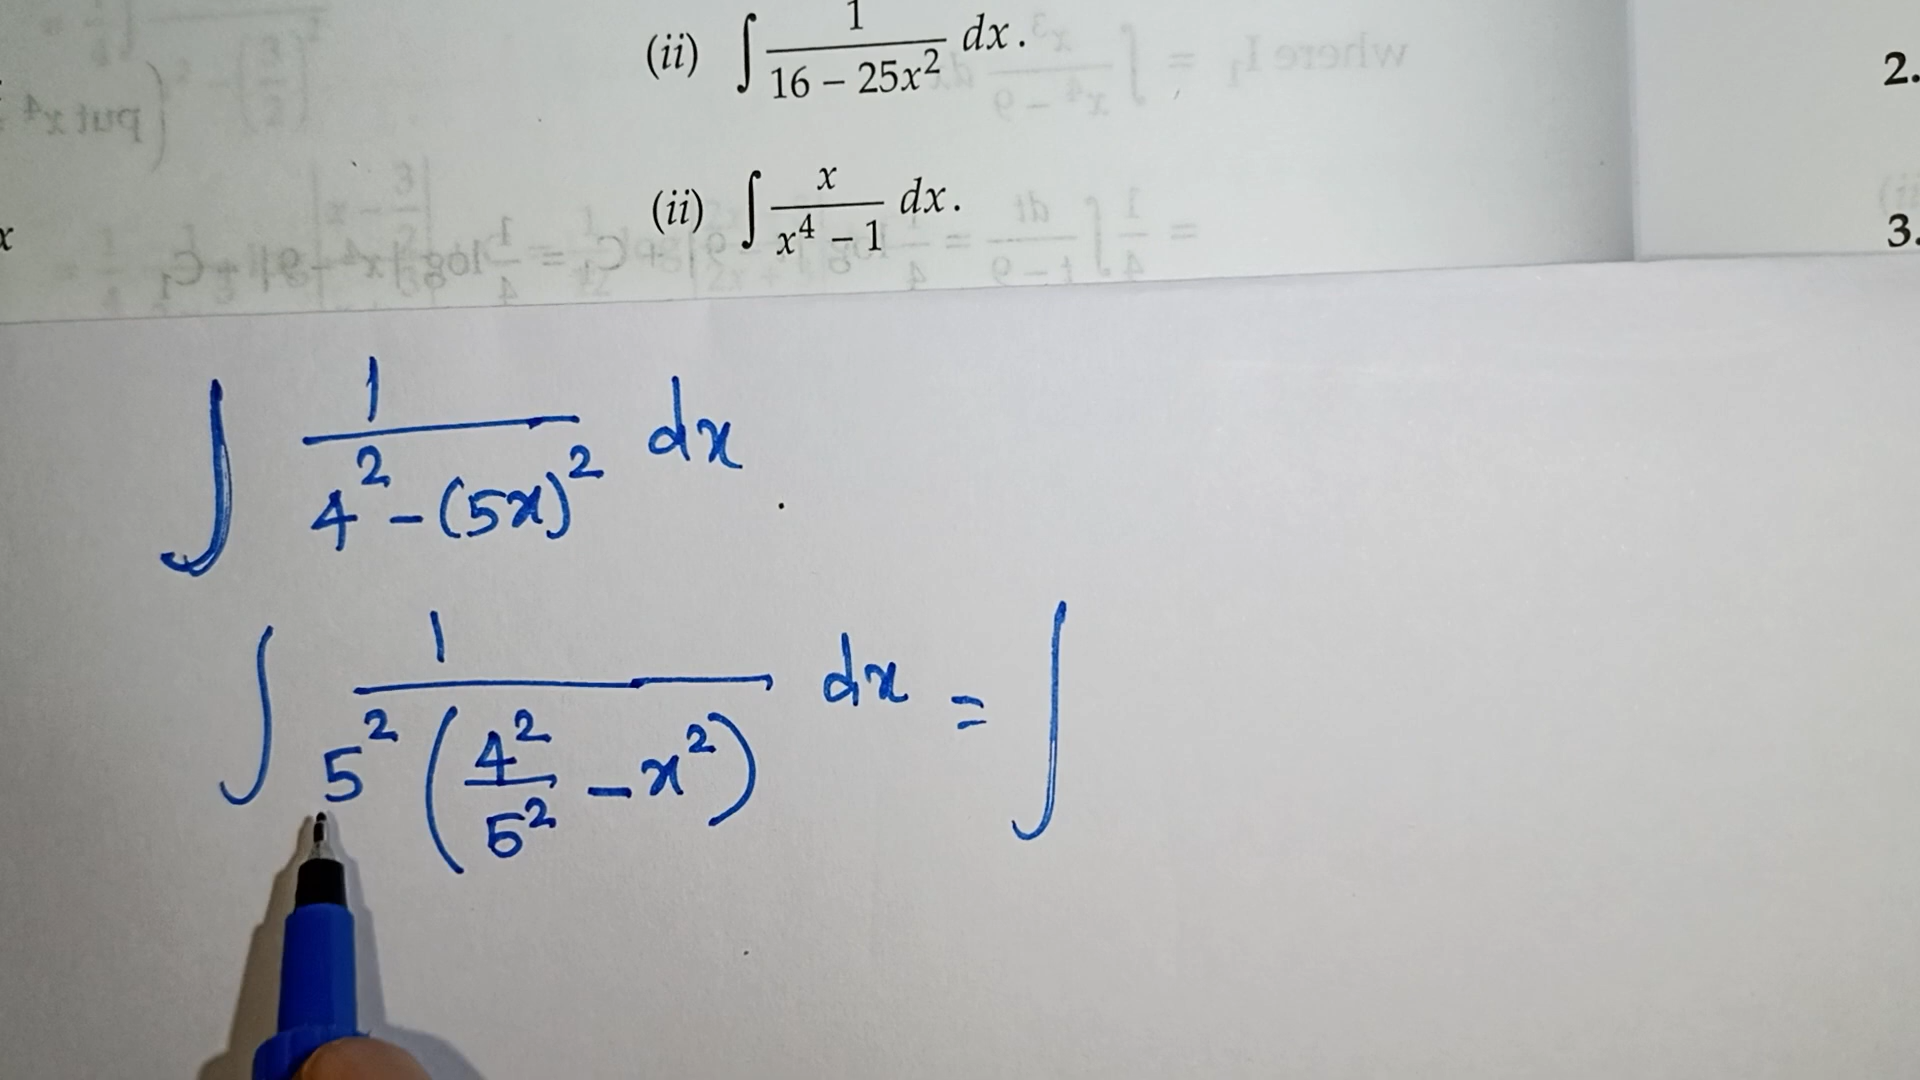 (ii) ∫ 1/(16 – 25x²) dx.
2.
(ii) ∫ x/(x⁴ – 1) dx.
x
3.
∫ 1/(4² – (5x)²) dx
∫ 1/(5² (4²/5² – x²)) dx = ∫